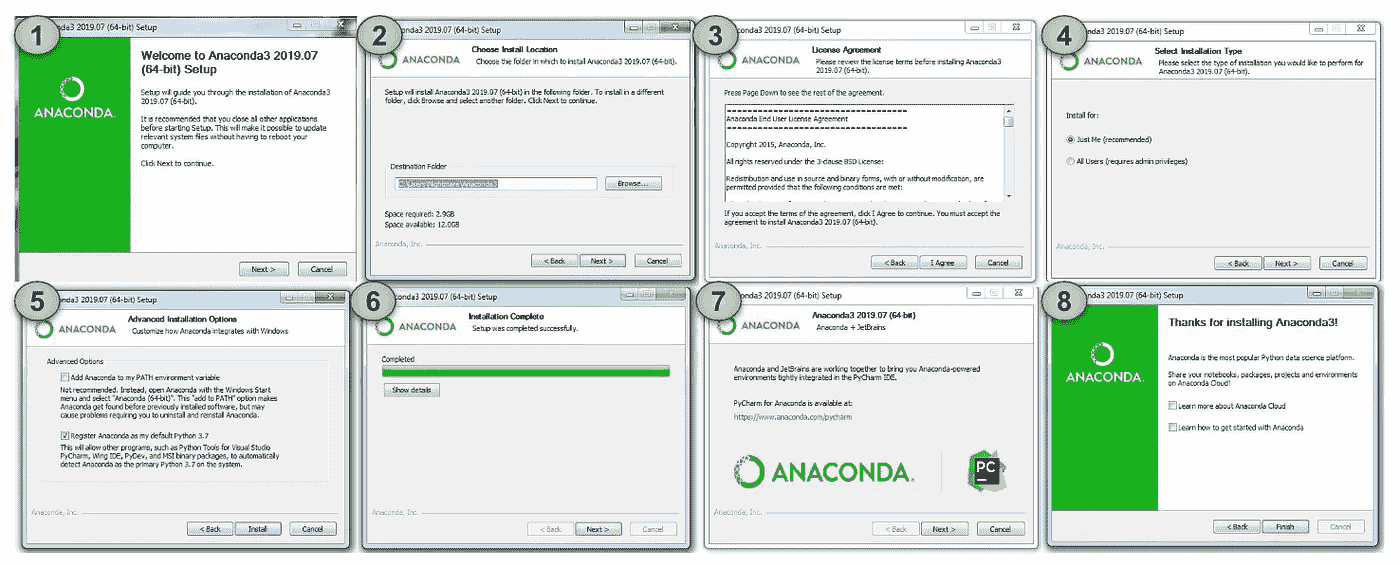 1
onda3 2019.07 (64-bit) Setup
ANACONDA.
Welcome to Anaconda3 2019.07
(64-bit) Setup
Setup will guide you through the installation of Anaconda3
2019.07 (64-bit).
It is recommended that you close all other applications
before starting Setup. This will make it possible to update
relevant system files without having to reboot your
computer.
Click Next to continue.
Next >
Cancel
2
onda3 2019.07 (64-bit) Setup
ANACONDA
Choose Install Location
Choose the folder in which to install Anaconda3 2019.07 (64-bit).
Setup will install Anaconda3 2019.07 (64-bit) in the following folder. To install in a different
folder, click Browse and select another folder. Click Next to continue.
Destination Folder
Browse...
Space required: 2.9GB
Space available: 12.0GB
Anaconda, Inc.
< Back
Next >
Cancel
3
onda3 2019.07 (64-bit) Setup
ANACONDA
License Agreement
Please review the license terms before installing Anaconda3
2019.07 (64-bit).
Press Page Down to see the rest of the agreement.
Anaconda End User License Agreement
Copyright 2015, Anaconda, Inc.
All rights reserved under the 3-clause BSD License:
Redistribution and use in source and binary forms, with or without modification, are
permitted provided that the following conditions are met:
If you accept the terms of the agreement, click I Agree to continue. You must accept the
agreement to install Anaconda3 2019.07 (64-bit).
Anaconda, Inc.
< Back
I Agree
Cancel
4
onda3 2019.07 (64-bit) Setup
ANACONDA
Select Installation Type
Please select the type of installation you would like to perform for
Anaconda3 2019.07 (64-bit).
Install for:
Just Me (recommended)
All Users (requires admin privileges)
Anaconda, Inc.
< Back
Next >
Cancel
5
onda3 2019.07 (64-bit) Setup
ANACONDA
Advanced Installation Options
Customize how Anaconda integrates with Windows
Advanced Options
Add Anaconda to my PATH environment variable
Not recommended. Instead, open Anaconda with the Windows Start
menu and select "Anaconda (64-bit)". This "add to PATH" option makes
Anaconda get found before previously installed software, but may
cause problems requiring you to uninstall and reinstall Anaconda.
Register Anaconda as my default Python 3.7
This will allow other programs, such as Python Tools for Visual Studio
PyCharm, Wing IDE, PyDev, and MSI binary packages, to automatically
detect Anaconda as the primary Python 3.7 on the system.
Anaconda, Inc.
< Back
Install
Cancel
6
onda3 2019.07 (64-bit) Setup
ANACONDA
Installation Complete
Setup was completed successfully.
Completed
Show details
Anaconda, Inc.
< Back
Next >
Cancel
7
onda3 2019.07 (64-bit) Setup
ANACONDA
Anaconda3 2019.07 (64-bit)
Anaconda + JetBrains
Anaconda and JetBrains are working together to bring you Anaconda-powered
environments tightly integrated in the PyCharm IDE.
PyCharm for Anaconda is available at:
https://www.anaconda.com/pycharm
ANACONDA.
PC
Anaconda, Inc.
< Back
Next >
Cancel
8
onda3 2019.07 (64-bit) Setup
ANACONDA.
Thanks for installing Anaconda3!
Anaconda is the most popular Python data science platform.
Share your notebooks, packages, projects and environments
on Anaconda Cloud!
Learn more about Anaconda Cloud
Learn how to get started with Anaconda
< Back
Finish
Cancel